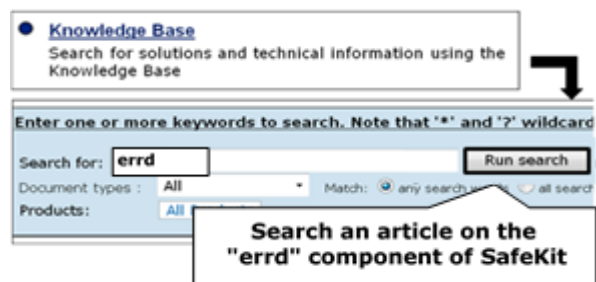 Knowledge Base
Search for solutions and technical information using the
Knowledge Base
Enter one or more keywords to search. Note that '*' and '?' wildcard
Search for: errd Run search
Document types : All Match: any search all search
Products: All
Search an article on the
"errd" component of SafeKit